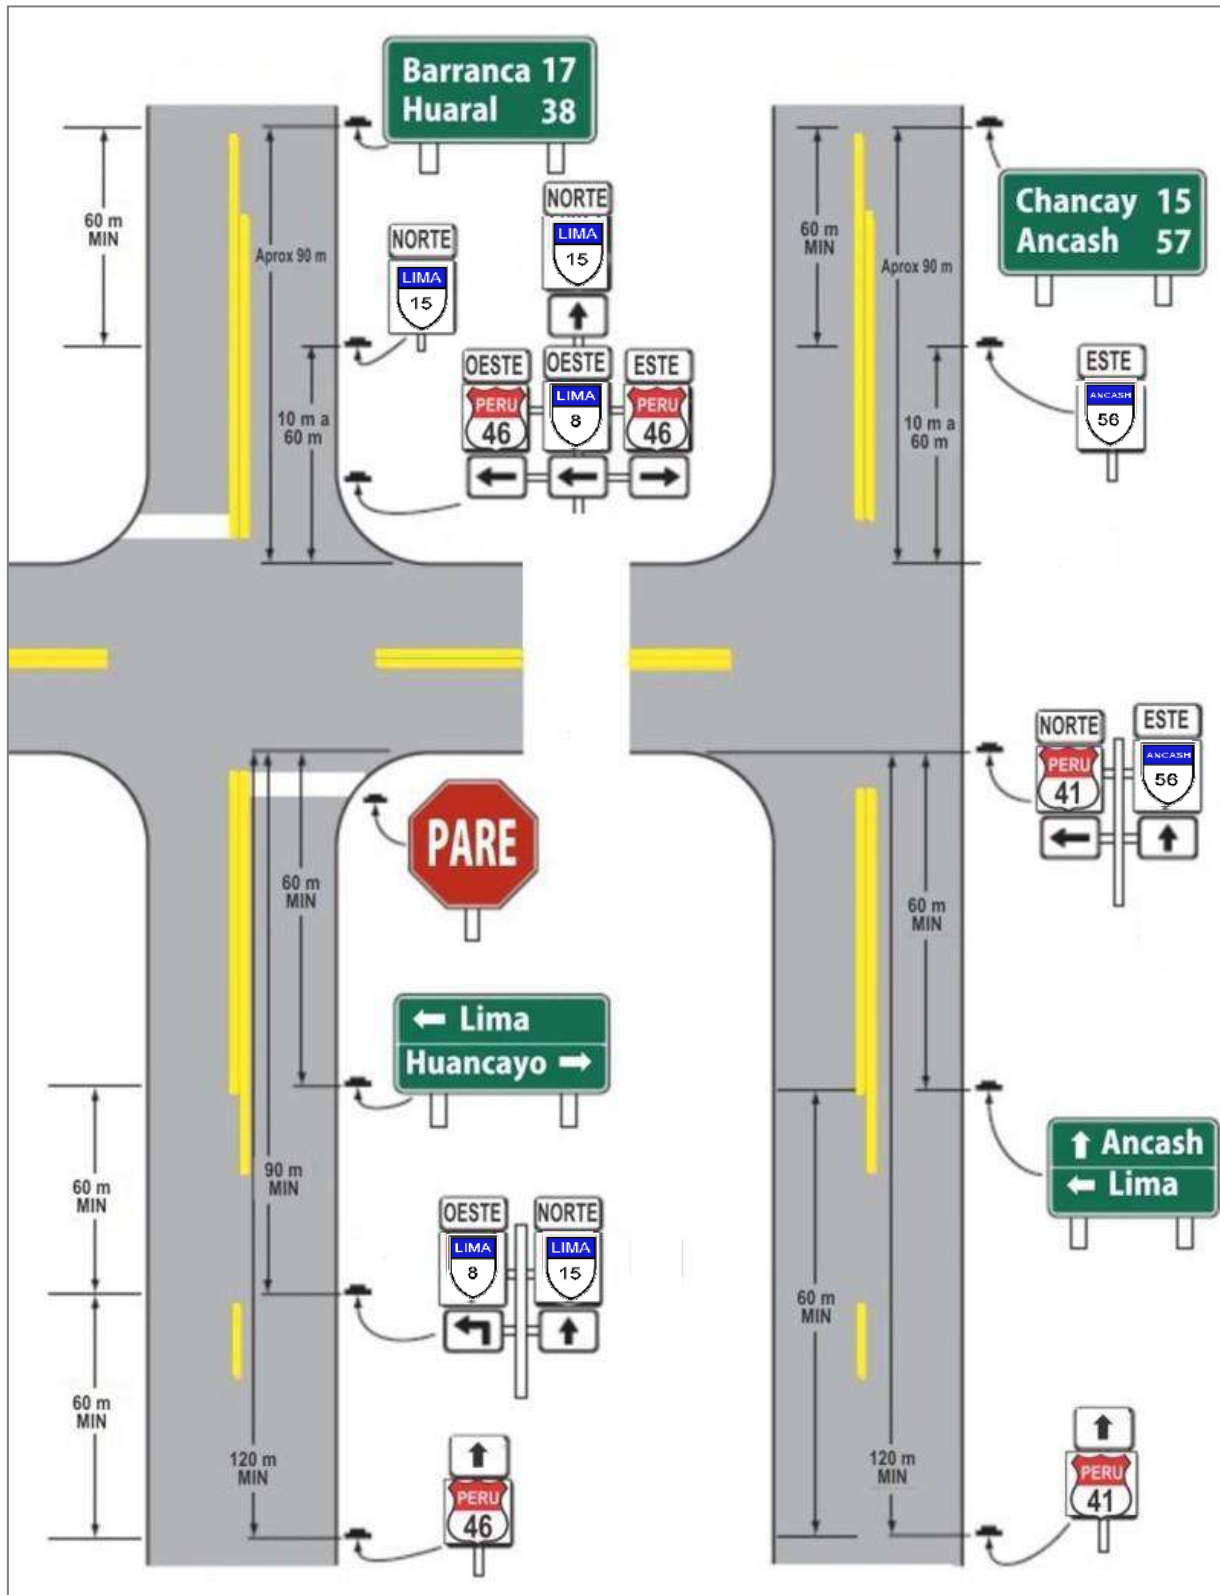 Barranca 17
Huaral 38
NORTE
LIMA
15
NORTE
LIMA
15
OESTE
PERU
46
OESTE
LIMA
8
ESTE
PERU
46
60 m
MIN
Aprox 90 m
10 m a
60 m
PARE
60 m
MIN
Lima
Huancayo
90 m
MIN
60 m
MIN
OESTE
LIMA
8
NORTE
LIMA
15
60 m
MIN
120 m
MIN
PERU
46
Chancay 15
Ancash 57
60 m
MIN
Aprox 90 m
10 m a
60 m
ESTE
ANCASH
56
NORTE
PERU
41
ESTE
ANCASH
56
60 m
MIN
Ancash
Lima
60 m
MIN
120 m
MIN
PERU
41